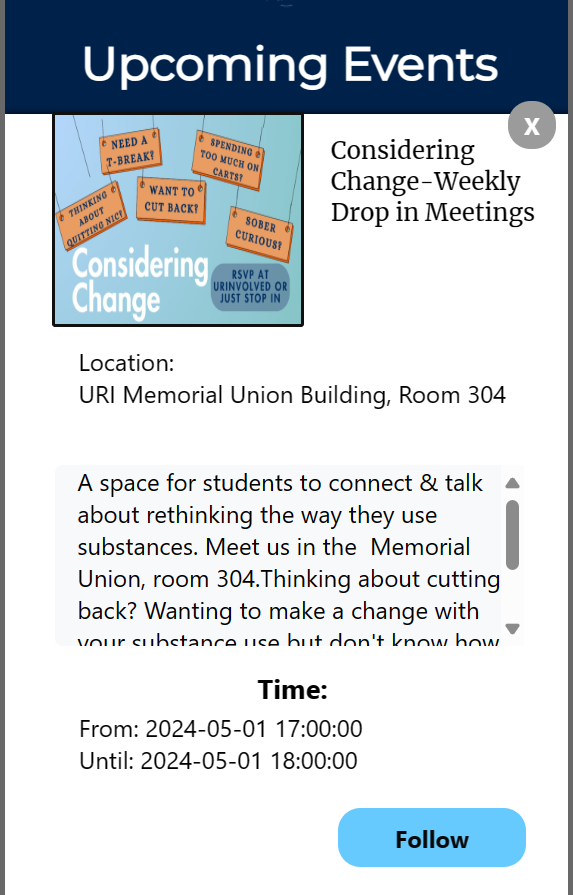 Upcoming Events
X
NEED A
T-BREAK?
SPENDING
TOO MUCH ON
CARTS?
THINKING
ABOUT
QUITTING NIC?
WANT TO
CUT BACK?
SOBER
CURIOUS?
Considering
Change
RSVP AT
URINVOLVED OR
JUST STOP IN
Considering
Change-Weekly
Drop in Meetings
Location:
URI Memorial Union Building, Room 304
A space for students to connect & talk
about rethinking the way they use
substances. Meet us in the  Memorial
Union, room 304.Thinking about cutting
back? Wanting to make a change with
your substance use but don't know how
Time:
From: 2024-05-01 17:00:00
Until: 2024-05-01 18:00:00
Follow